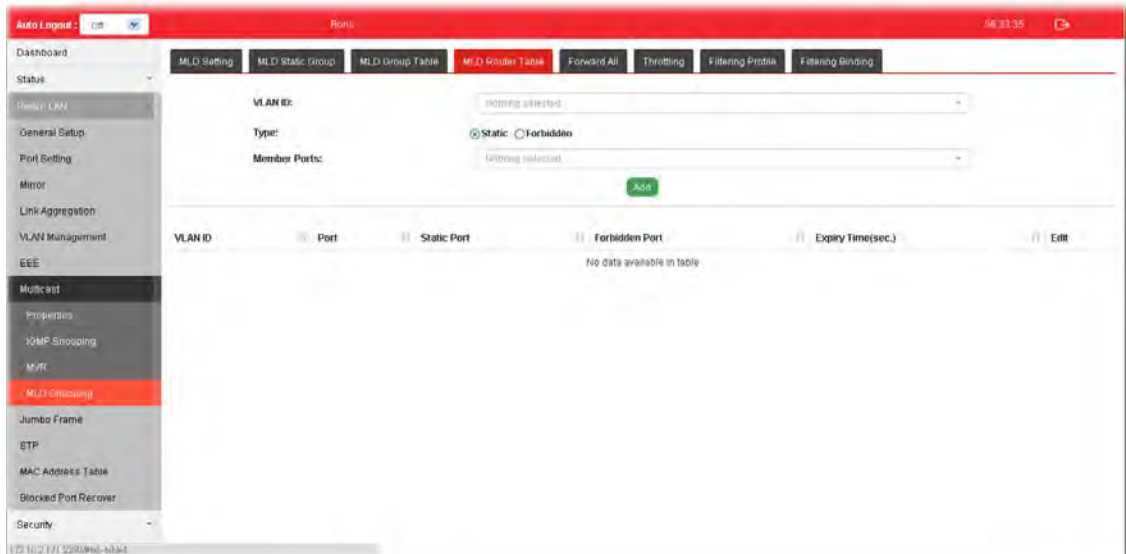 Auto Logout : Off
06:33:35
Dashboard
Status
Switch LAN
General Setup
Port Setting
Mirror
Link Aggregation
VLAN Management
EEE
Multicast
Properties
IGMP Snooping
MVR
MLD Snooping
Jumbo Frame
STP
MAC Address Table
Blocked Port Recover
Security
MLD Setting MLD Static Group MLD Group Table MLD Router Table Forward All Throttling Filtering Profile Filtering Binding
VLAN ID: Nothing selected
Type: Static Forbidden
Member Ports: Nothing selected
Add
VLAN ID Port Static Port Forbidden Port Expiry Time(sec.) Edit
No data available in table